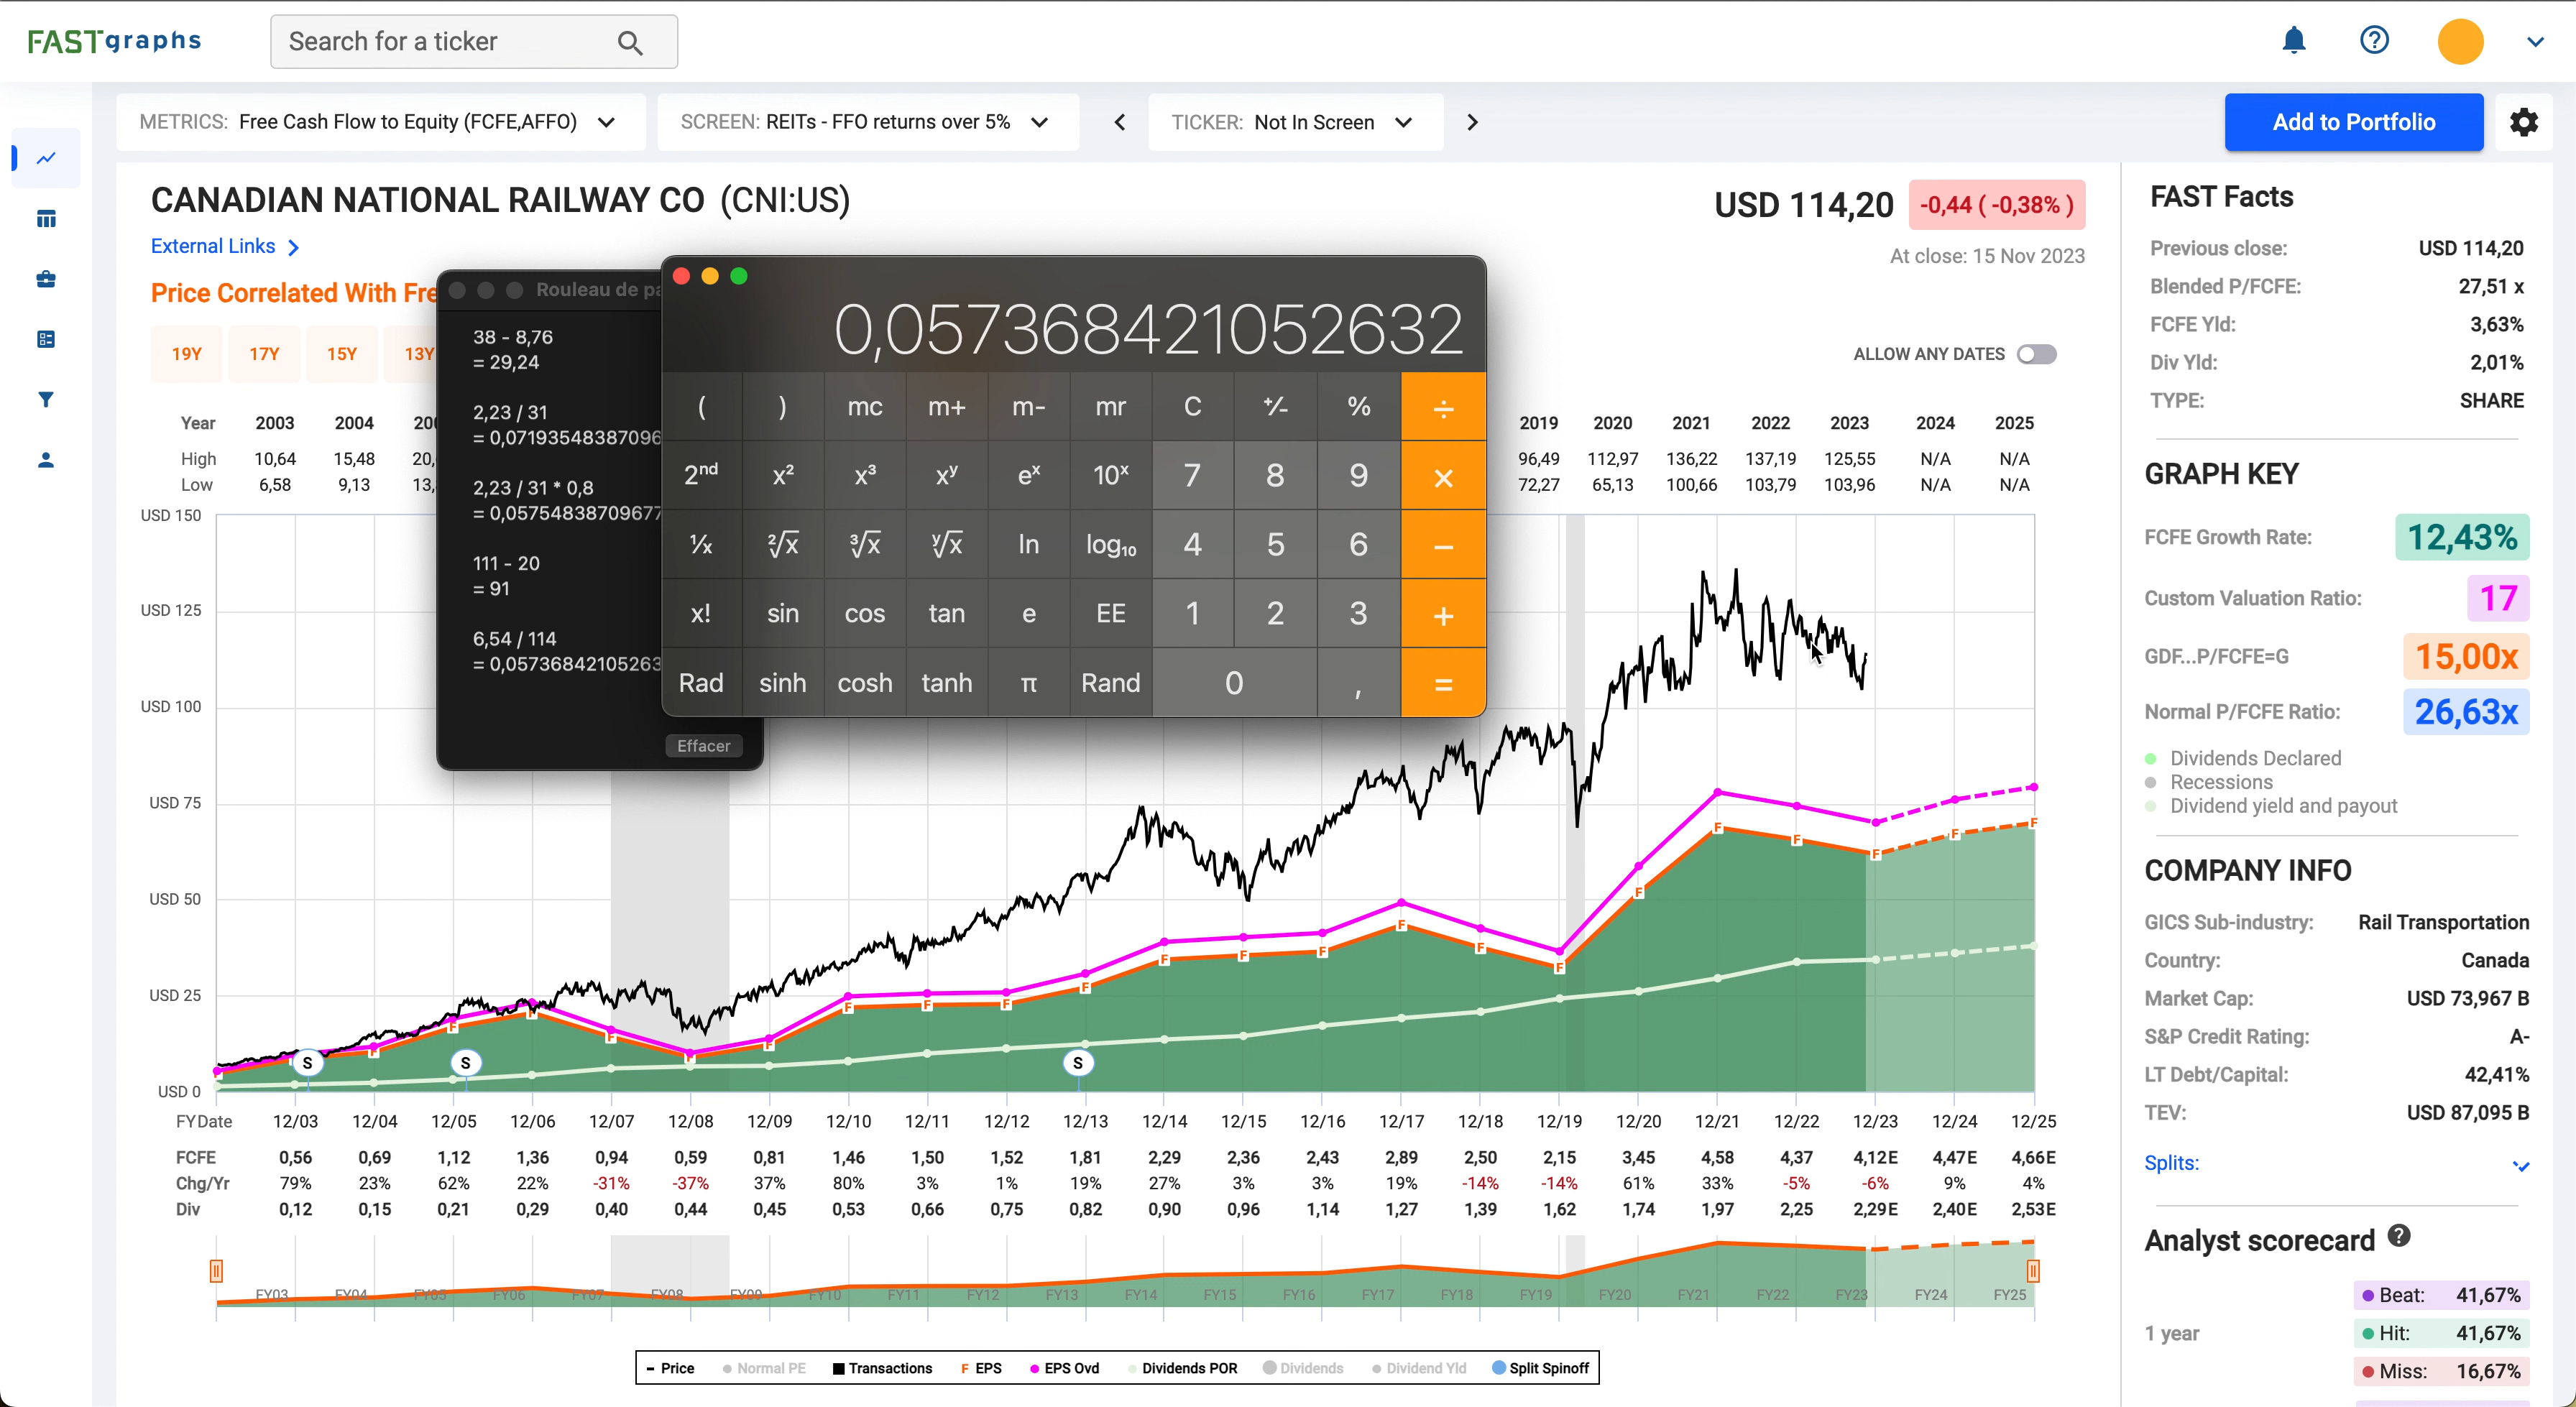 FASTgraphs
Search for a ticker
METRICS: Free Cash Flow to Equity (FCFE,AFFO)
SCREEN: REITs - FFO returns over 5%
TICKER: Not In Screen
Add to Portfolio
CANADIAN NATIONAL RAILWAY CO (CNI:US)
USD 114,20
-0,44 ( -0,38% )
At close: 15 Nov 2023
External Links
Price Correlated With Fre
19Y 17Y 15Y 13Y
ALLOW ANY DATES
Year 2003 2004 200
High 10,64 15,48 20,
Low 6,58 9,13 13,
2019 2020 2021 2022 2023 2024 2025
96,49 112,97 136,22 137,19 125,55 N/A N/A
72,27 65,13 100,66 103,79 103,96 N/A N/A
Rouleau de pa
38 - 8,76
= 29,24
2,23 / 31
= 0,07193548387096
2,23 / 31 * 0,8
= 0,05754838709677
111 - 20
= 91
6,54 / 114
= 0,05736842105263
Effacer
0,057368421052632
( ) mc m+ m- mr C ⁺∕₋ % ÷
2ⁿᵈ x² x³ xʸ eˣ 10ˣ 7 8 9 ×
¹∕ₓ ²√x ³√x ʸ√x ln log₁₀ 4 5 6 −
x! sin cos tan e EE 1 2 3 +
Rad sinh cosh tanh π Rand 0 , =
USD 150
USD 125
USD 100
USD 75
USD 50
USD 25
USD 0
F F F F F F F F F F F F F F F F F F F F F F
S S S
FYDate 12/03 12/04 12/05 12/06 12/07 12/08 12/09 12/10 12/11 12/12 12/13 12/14 12/15 12/16 12/17 12/18 12/19 12/20 12/21 12/22 12/23 12/24 12/25
FCFE 0,56 0,69 1,12 1,36 0,94 0,59 0,81 1,46 1,50 1,52 1,81 2,29 2,36 2,43 2,89 2,50 2,15 3,45 4,58 4,37 4,12E 4,47E 4,66E
Chg/Yr 79% 23% 62% 22% -31% -37% 37% 80% 3% 1% 19% 27% 3% 3% 19% -14% -14% 61% 33% -5% -6% 9% 4%
Div 0,12 0,15 0,21 0,29 0,40 0,44 0,45 0,53 0,66 0,75 0,82 0,90 0,96 1,14 1,27 1,39 1,62 1,74 1,97 2,25 2,29E 2,40E 2,53E
FY03 FY04 FY05 FY06 FY07 FY08 FY09 FY10 FY11 FY12 FY13 FY14 FY15 FY16 FY17 FY18 FY19 FY20 FY21 FY22 FY23 FY24 FY25
Price Normal PE Transactions F EPS EPS Ovd Dividends POR Dividends Dividend Yld Split Spinoff
FAST Facts
Previous close: USD 114,20
Blended P/FCFE: 27,51 x
FCFE Yld: 3,63%
Div Yld: 2,01%
TYPE: SHARE
GRAPH KEY
FCFE Growth Rate: 12,43%
Custom Valuation Ratio: 17
GDF...P/FCFE=G 15,00x
Normal P/FCFE Ratio: 26,63x
Dividends Declared
Recessions
Dividend yield and payout
COMPANY INFO
GICS Sub-industry: Rail Transportation
Country: Canada
Market Cap: USD 73,967 B
S&P Credit Rating: A-
LT Debt/Capital: 42,41%
TEV: USD 87,095 B
Splits:
Analyst scorecard ?
1 year
Beat: 41,67%
Hit: 41,67%
Miss: 16,67%